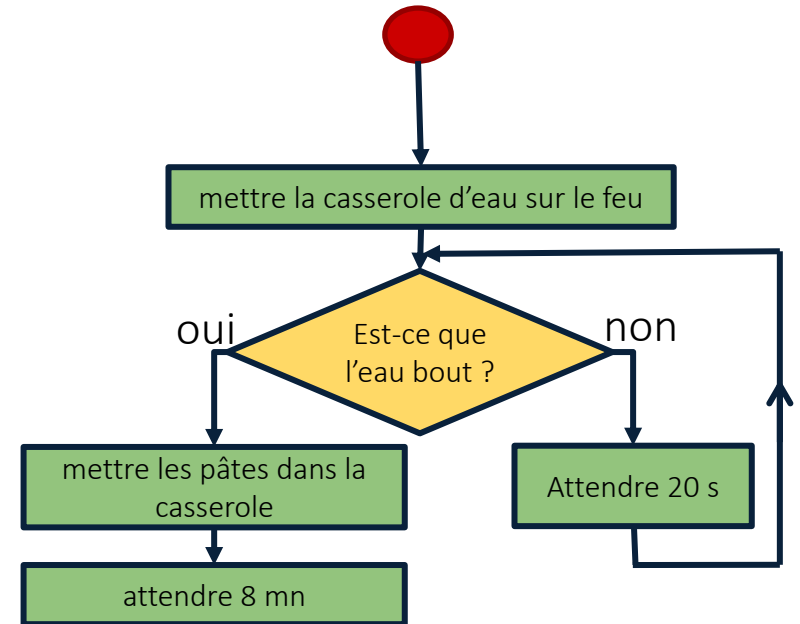 mettre la casserole d'eau sur le feu
oui
Est-ce que
l'eau bout ?
non
mettre les pâtes dans la
casserole
Attendre 20 s
attendre 8 mn